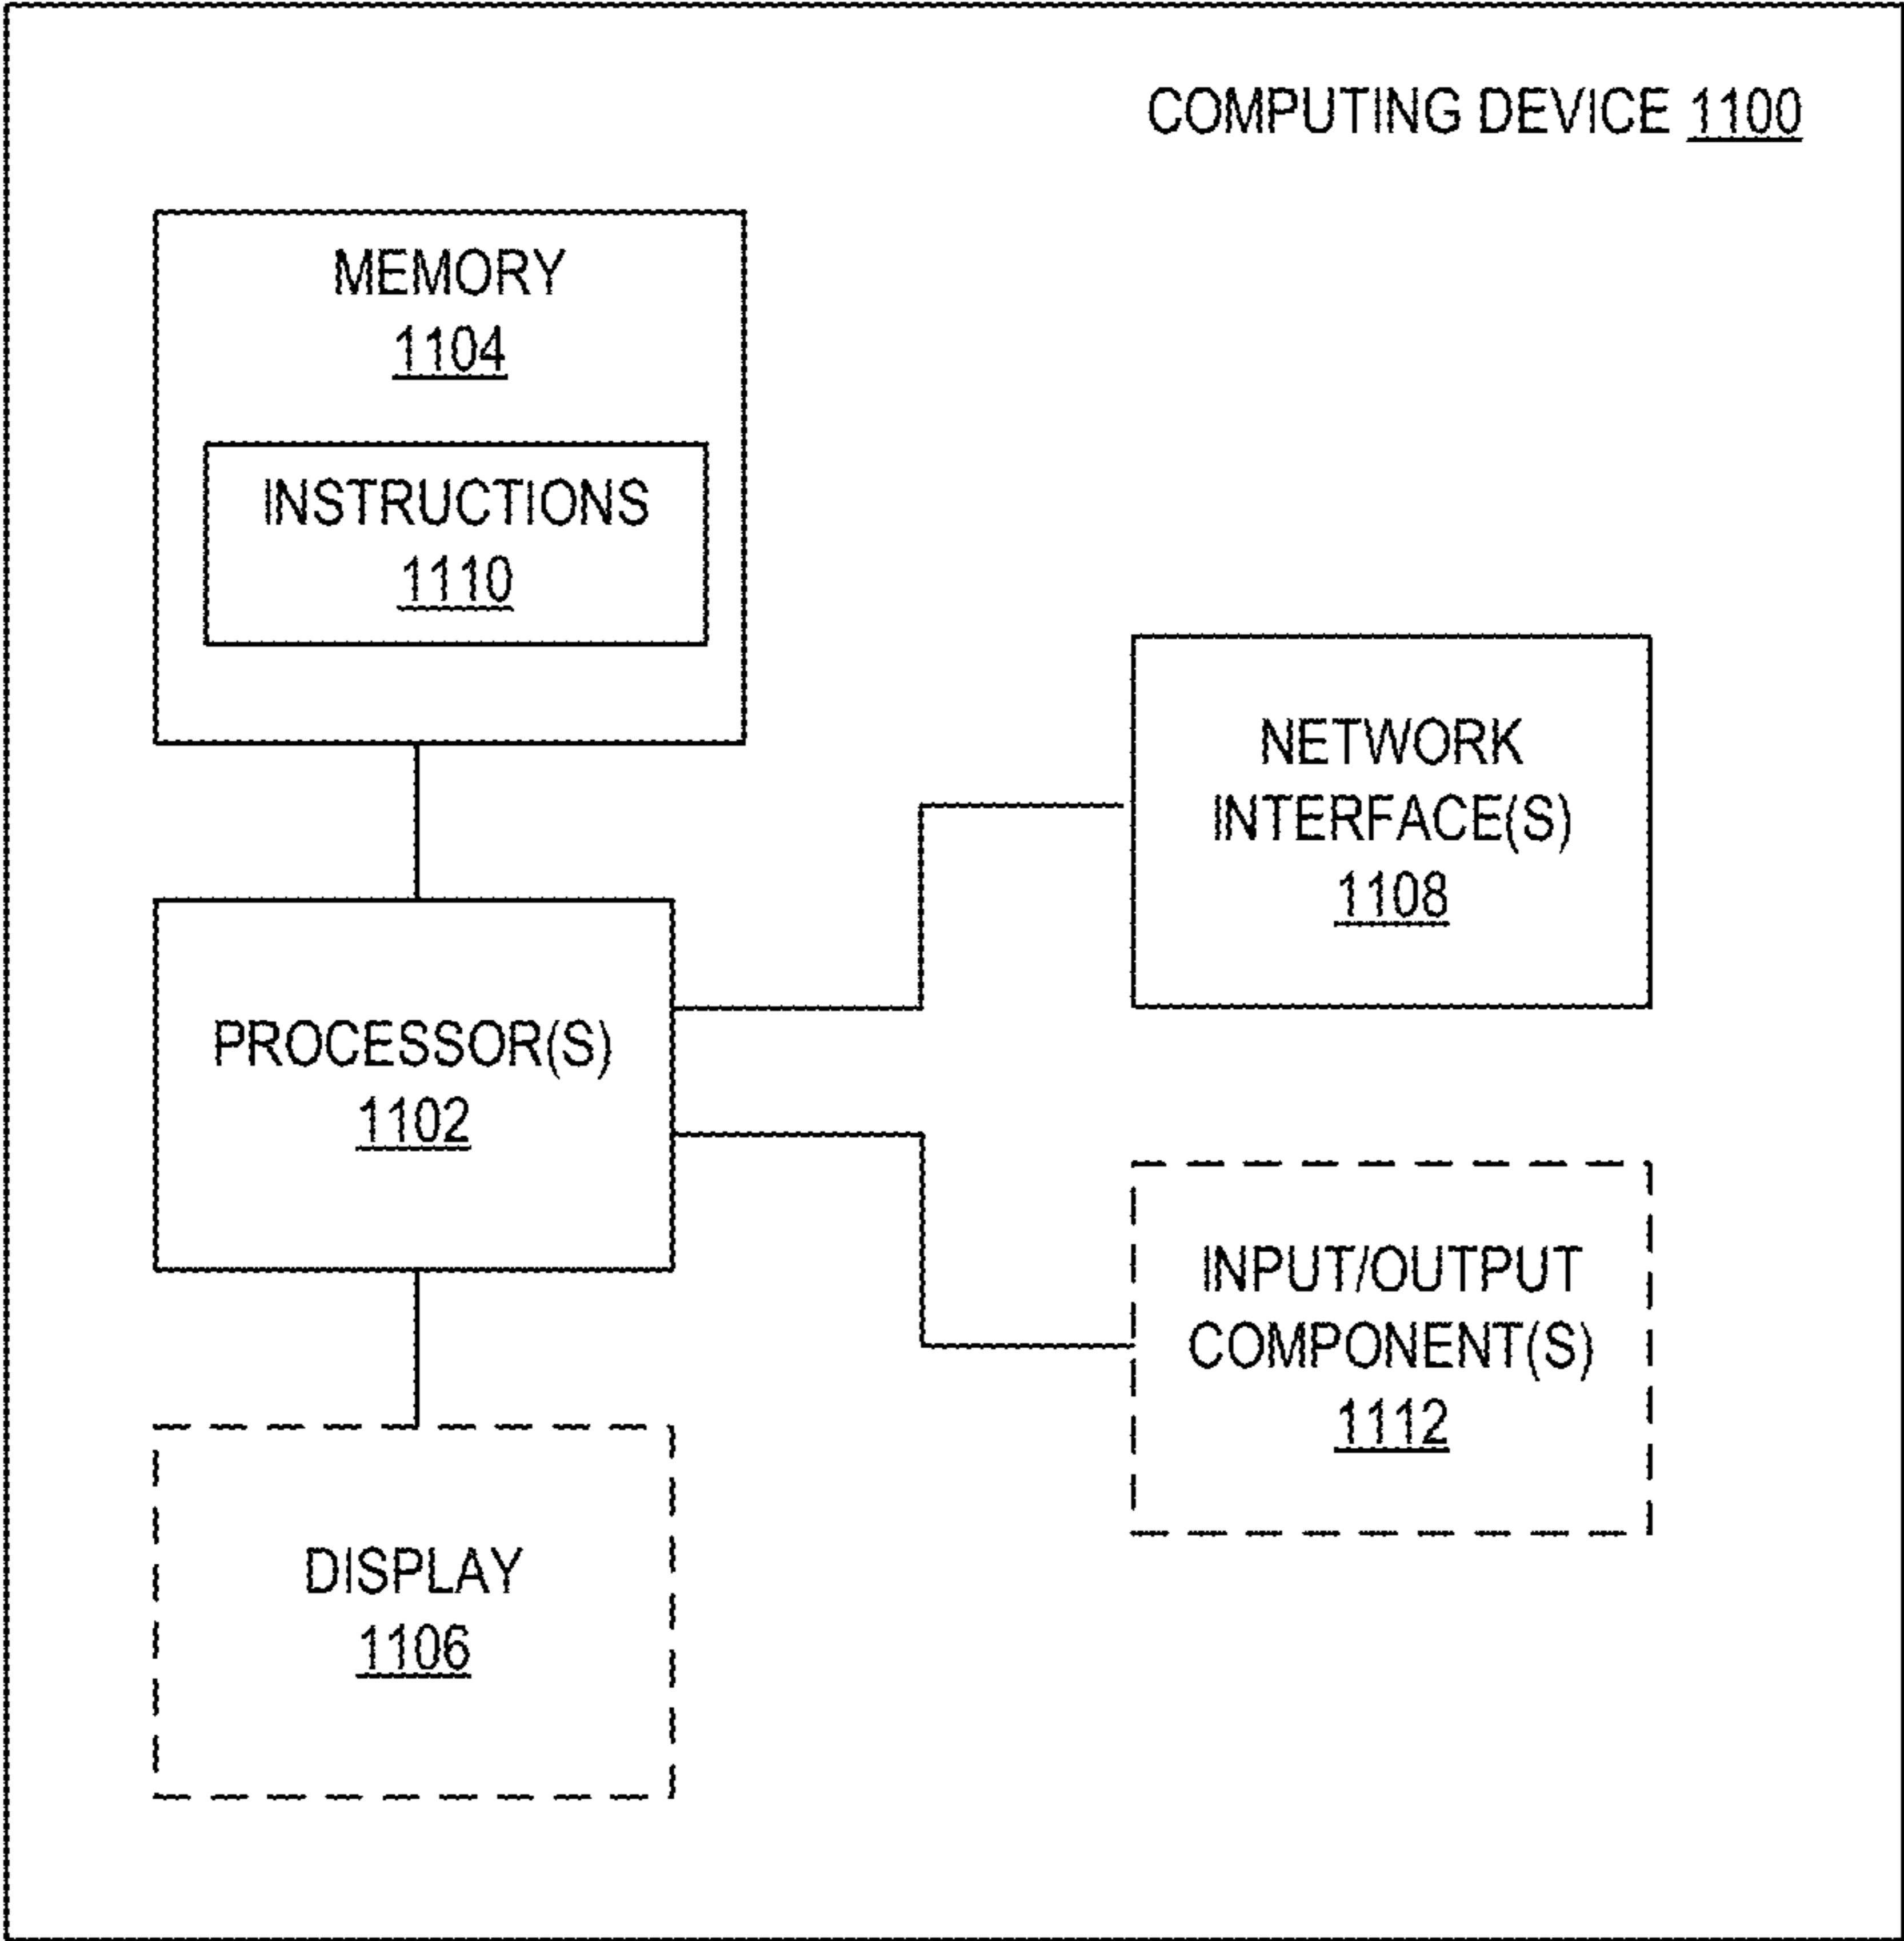 COMPUTING DEVICE 1100
MEMORY
1104
INSTRUCTIONS
1110
NETWORK
INTERFACE(S)
1108
PROCESSOR(S)
1102
INPUT/OUTPUT
COMPONENT(S)
1112
DISPLAY
1106